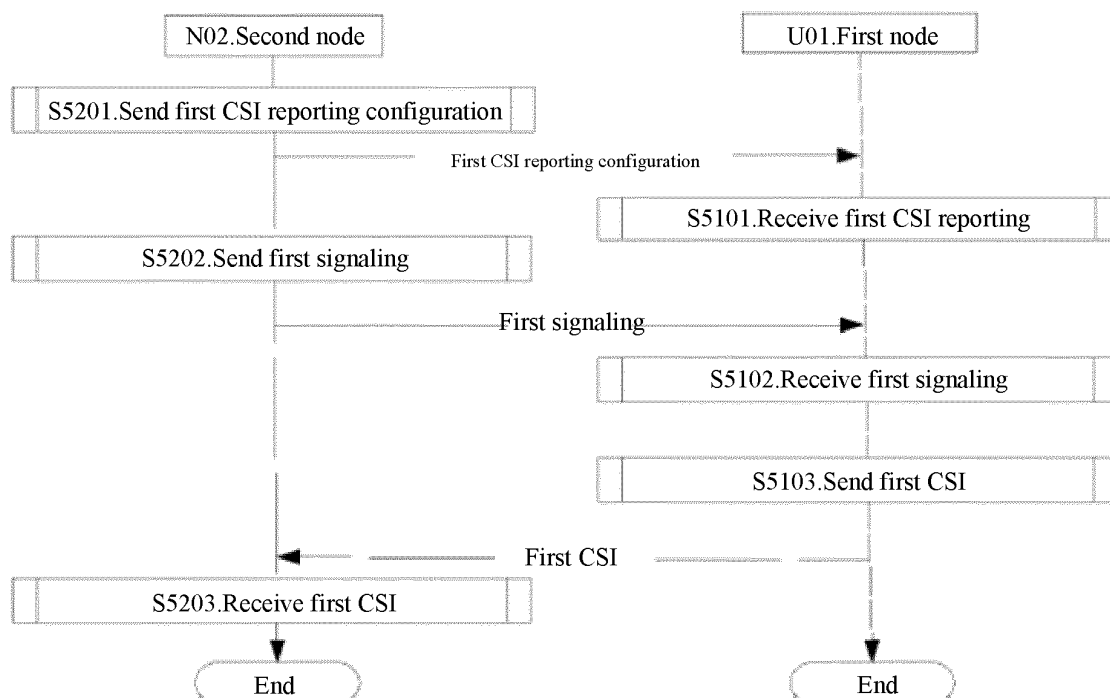 N02.Second node
U01.First node
S5201.Send first CSI reporting configuration
First CSI reporting configuration
S5101.Receive first CSI reporting
S5202.Send first signaling
First signaling
S5102.Receive first signaling
S5103.Send first CSI
First CSI
S5203.Receive first CSI
End
End